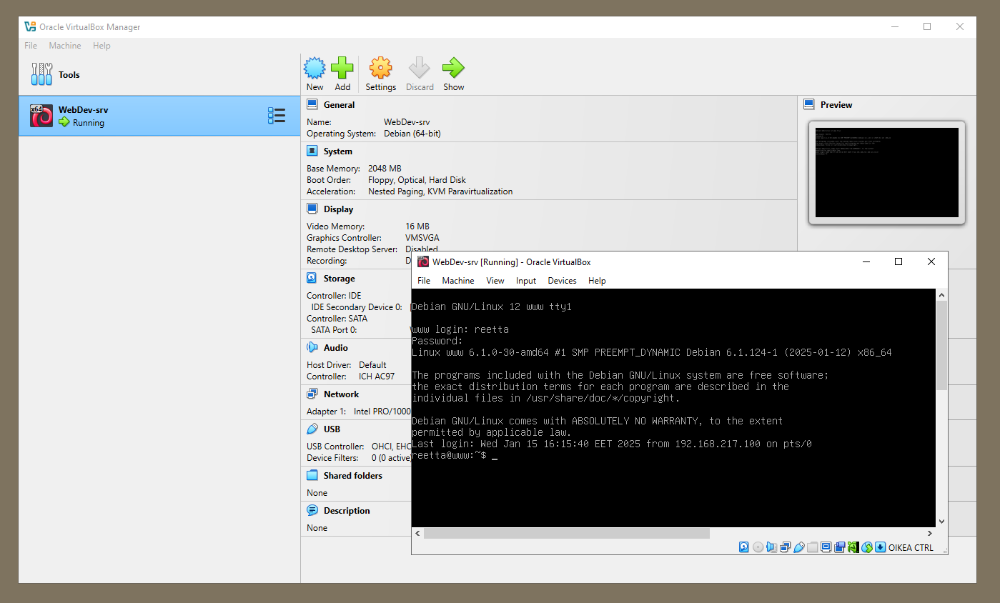 Oracle VirtualBox Manager
File Machine Help
Tools
New Add Settings Discard Show
x64
WebDev-srv
Running
General
Name: WebDev-srv
Operating System: Debian (64-bit)
System
Base Memory: 2048 MB
Boot Order: Floppy, Optical, Hard Disk
Acceleration: Nested Paging, KVM Paravirtualization
Display
Video Memory: 16 MB
Graphics Controller: VMSVGA
Remote Desktop Server: Disabled
Recording:
Storage
Controller: IDE
IDE Secondary Device 0:
Controller: SATA
SATA Port 0:
Audio
Host Driver: Default
Controller: ICH AC97
Network
Adapter 1: Intel PRO/1000
USB
USB Controller: OHCI, EHC
Device Filters: 0 (0 active)
Shared folders
None
Description
None
Preview
WebDev-srv [Running] - Oracle VirtualBox
File Machine View Input Devices Help
Debian GNU/Linux 12 www tty1
www login: reetta
Password:
Linux www 6.1.0-30-amd64 #1 SMP PREEMPT_DYNAMIC Debian 6.1.124-1 (2025-01-12) x86_64
The programs included with the Debian GNU/Linux system are free software;
the exact distribution terms for each program are described in the
individual files in /usr/share/doc/*/copyright.
Debian GNU/Linux comes with ABSOLUTELY NO WARRANTY, to the extent
permitted by applicable law.
Last login: Wed Jan 15 16:15:40 EET 2025 from 192.168.217.100 on pts/0
reetta@www:~$ _
OIKEA CTRL